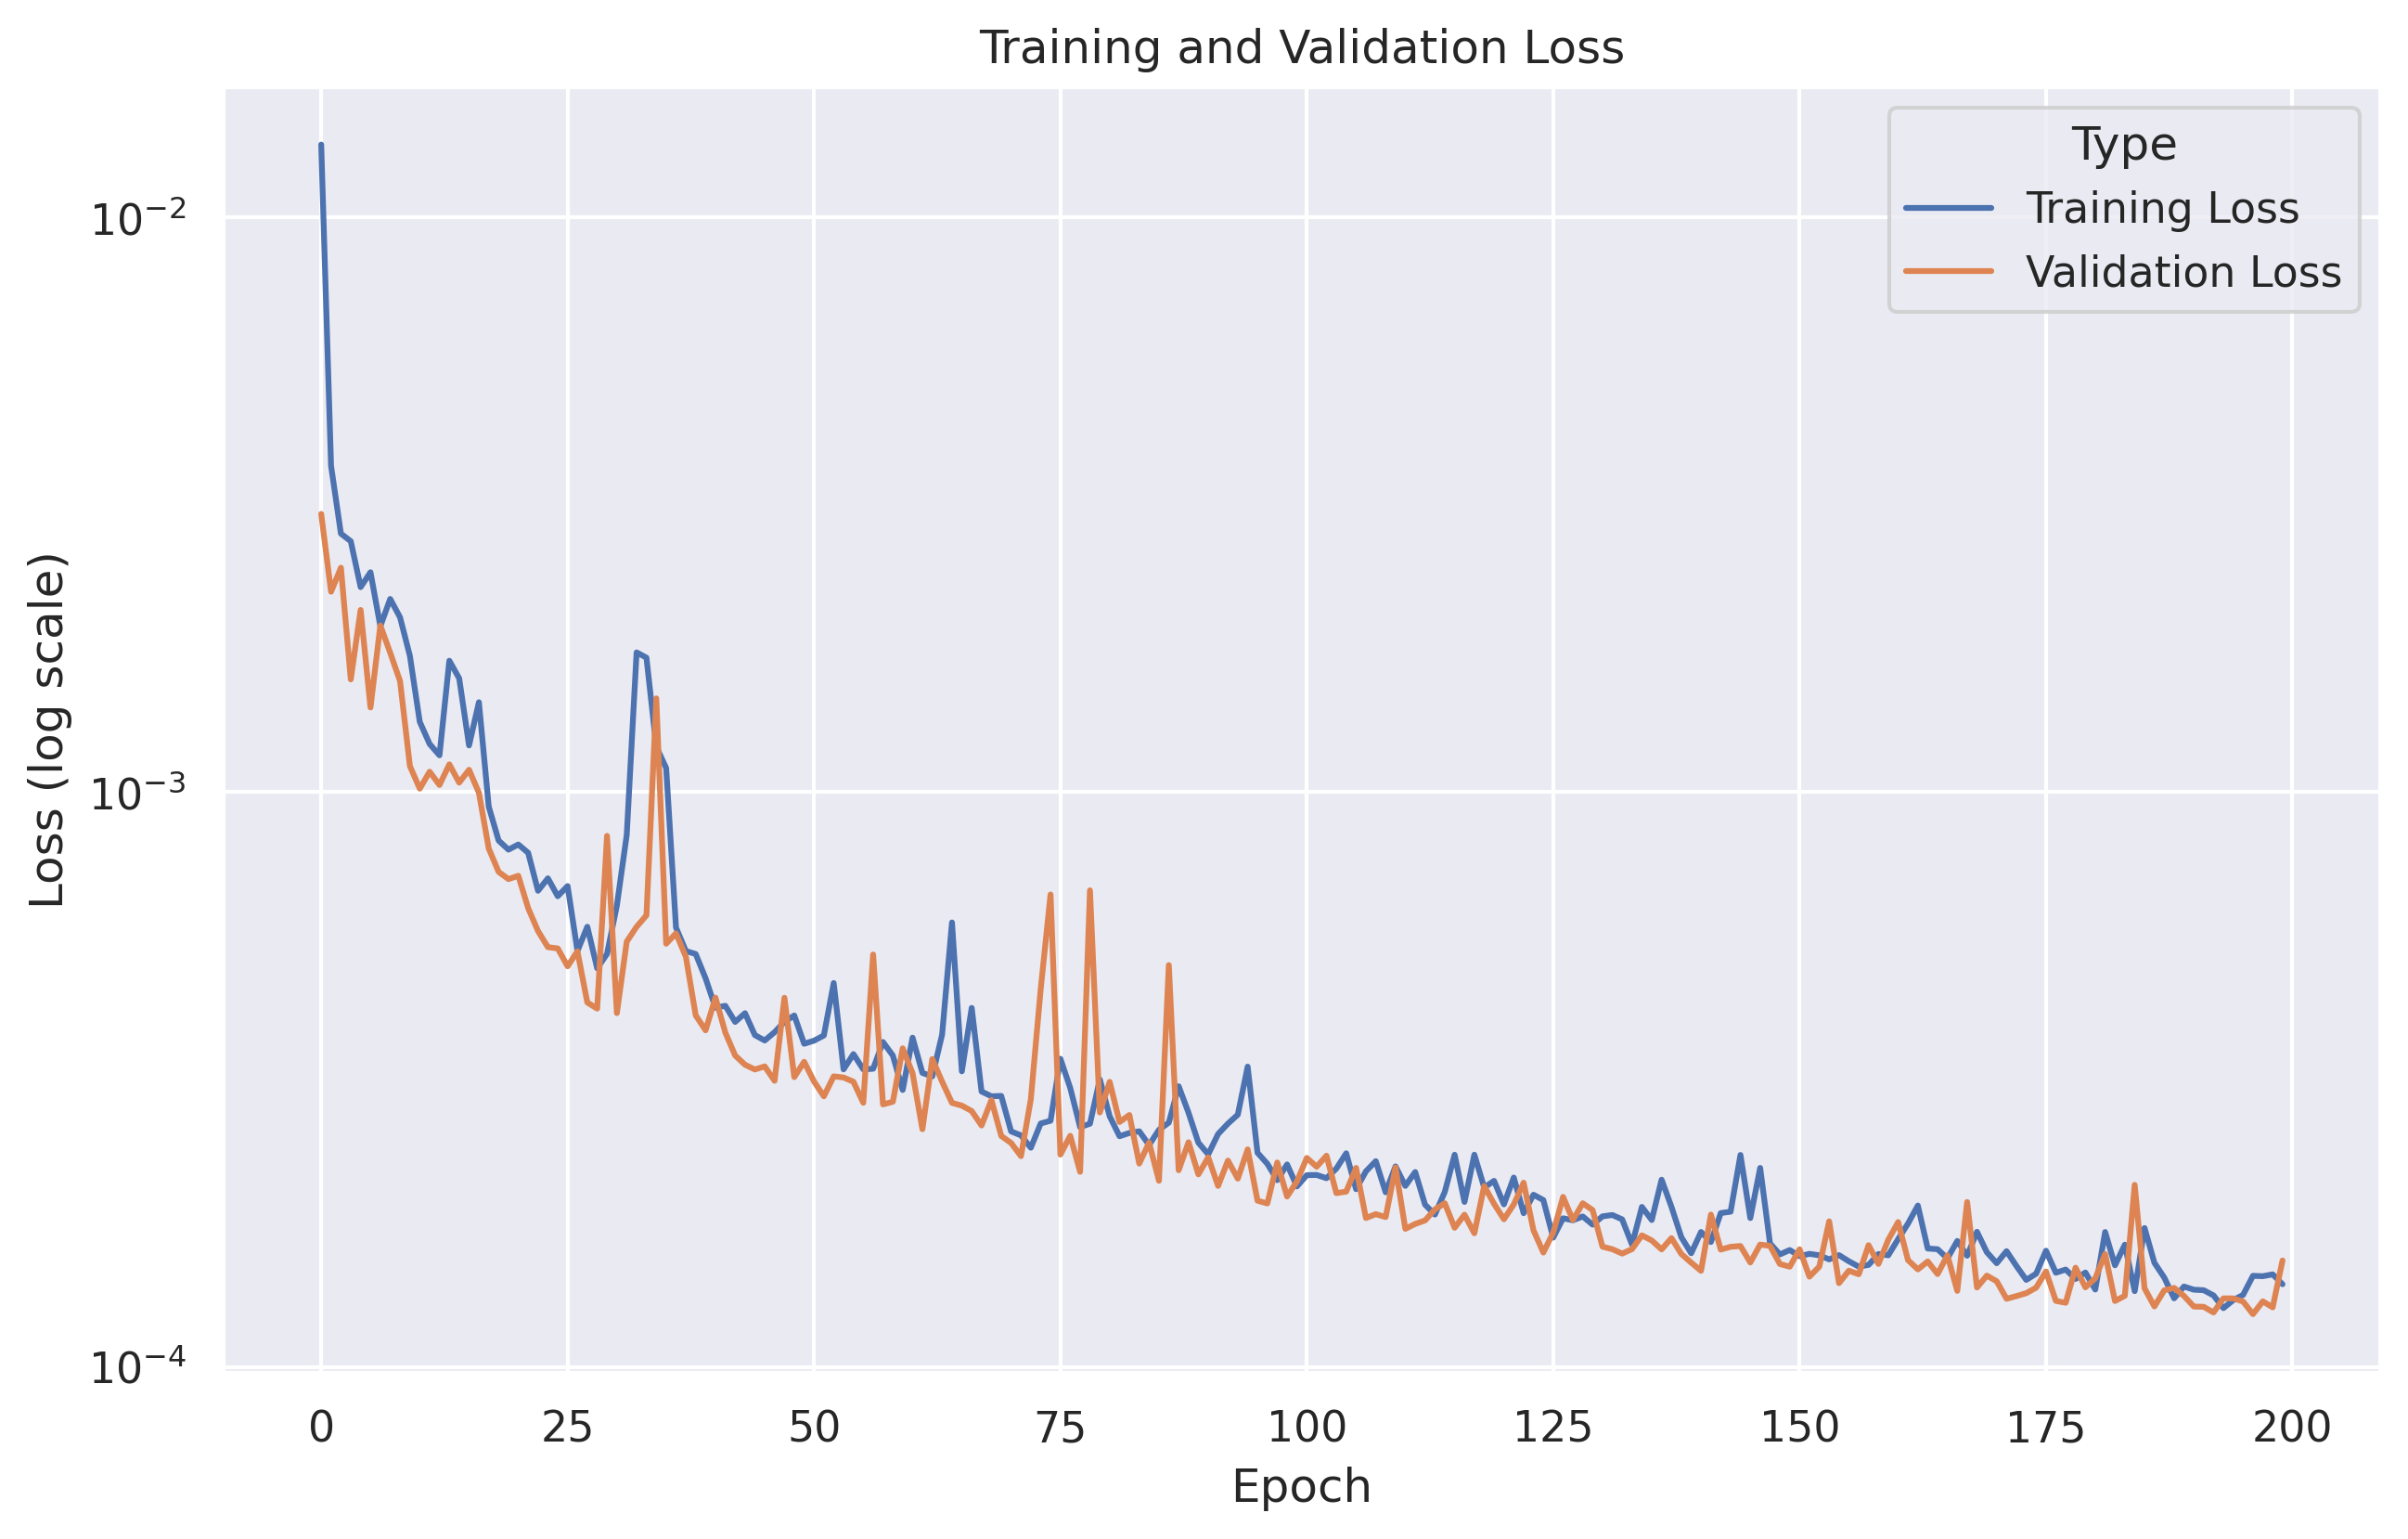 Training and Validation Loss
Type
Training Loss
Validation Loss
Loss (log scale)
10⁻²
10⁻³
10⁻⁴
0 25 50 75 100 125 150 175 200
Epoch